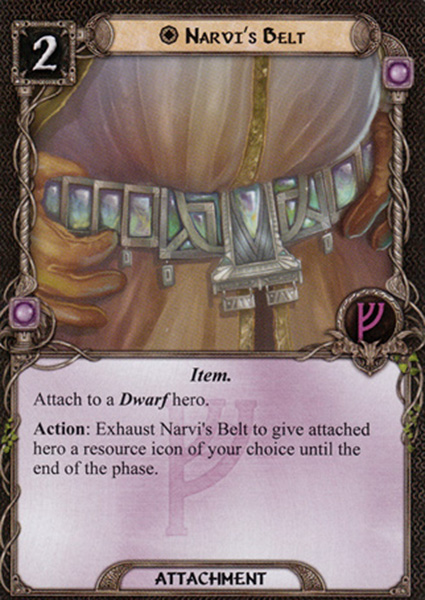 2
Narvi's Belt
Item.
Attach to a Dwarf hero.
Action: Exhaust Narvi's Belt to give attached
hero a resource icon of your choice until the
end of the phase.
ATTACHMENT